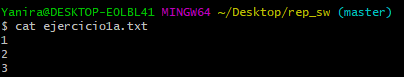 Yanira@DESKTOP-EOLBL41 MINGW64 ~/Desktop/rep_sw (master)
$ cat ejercicio1a.txt
1
2
3